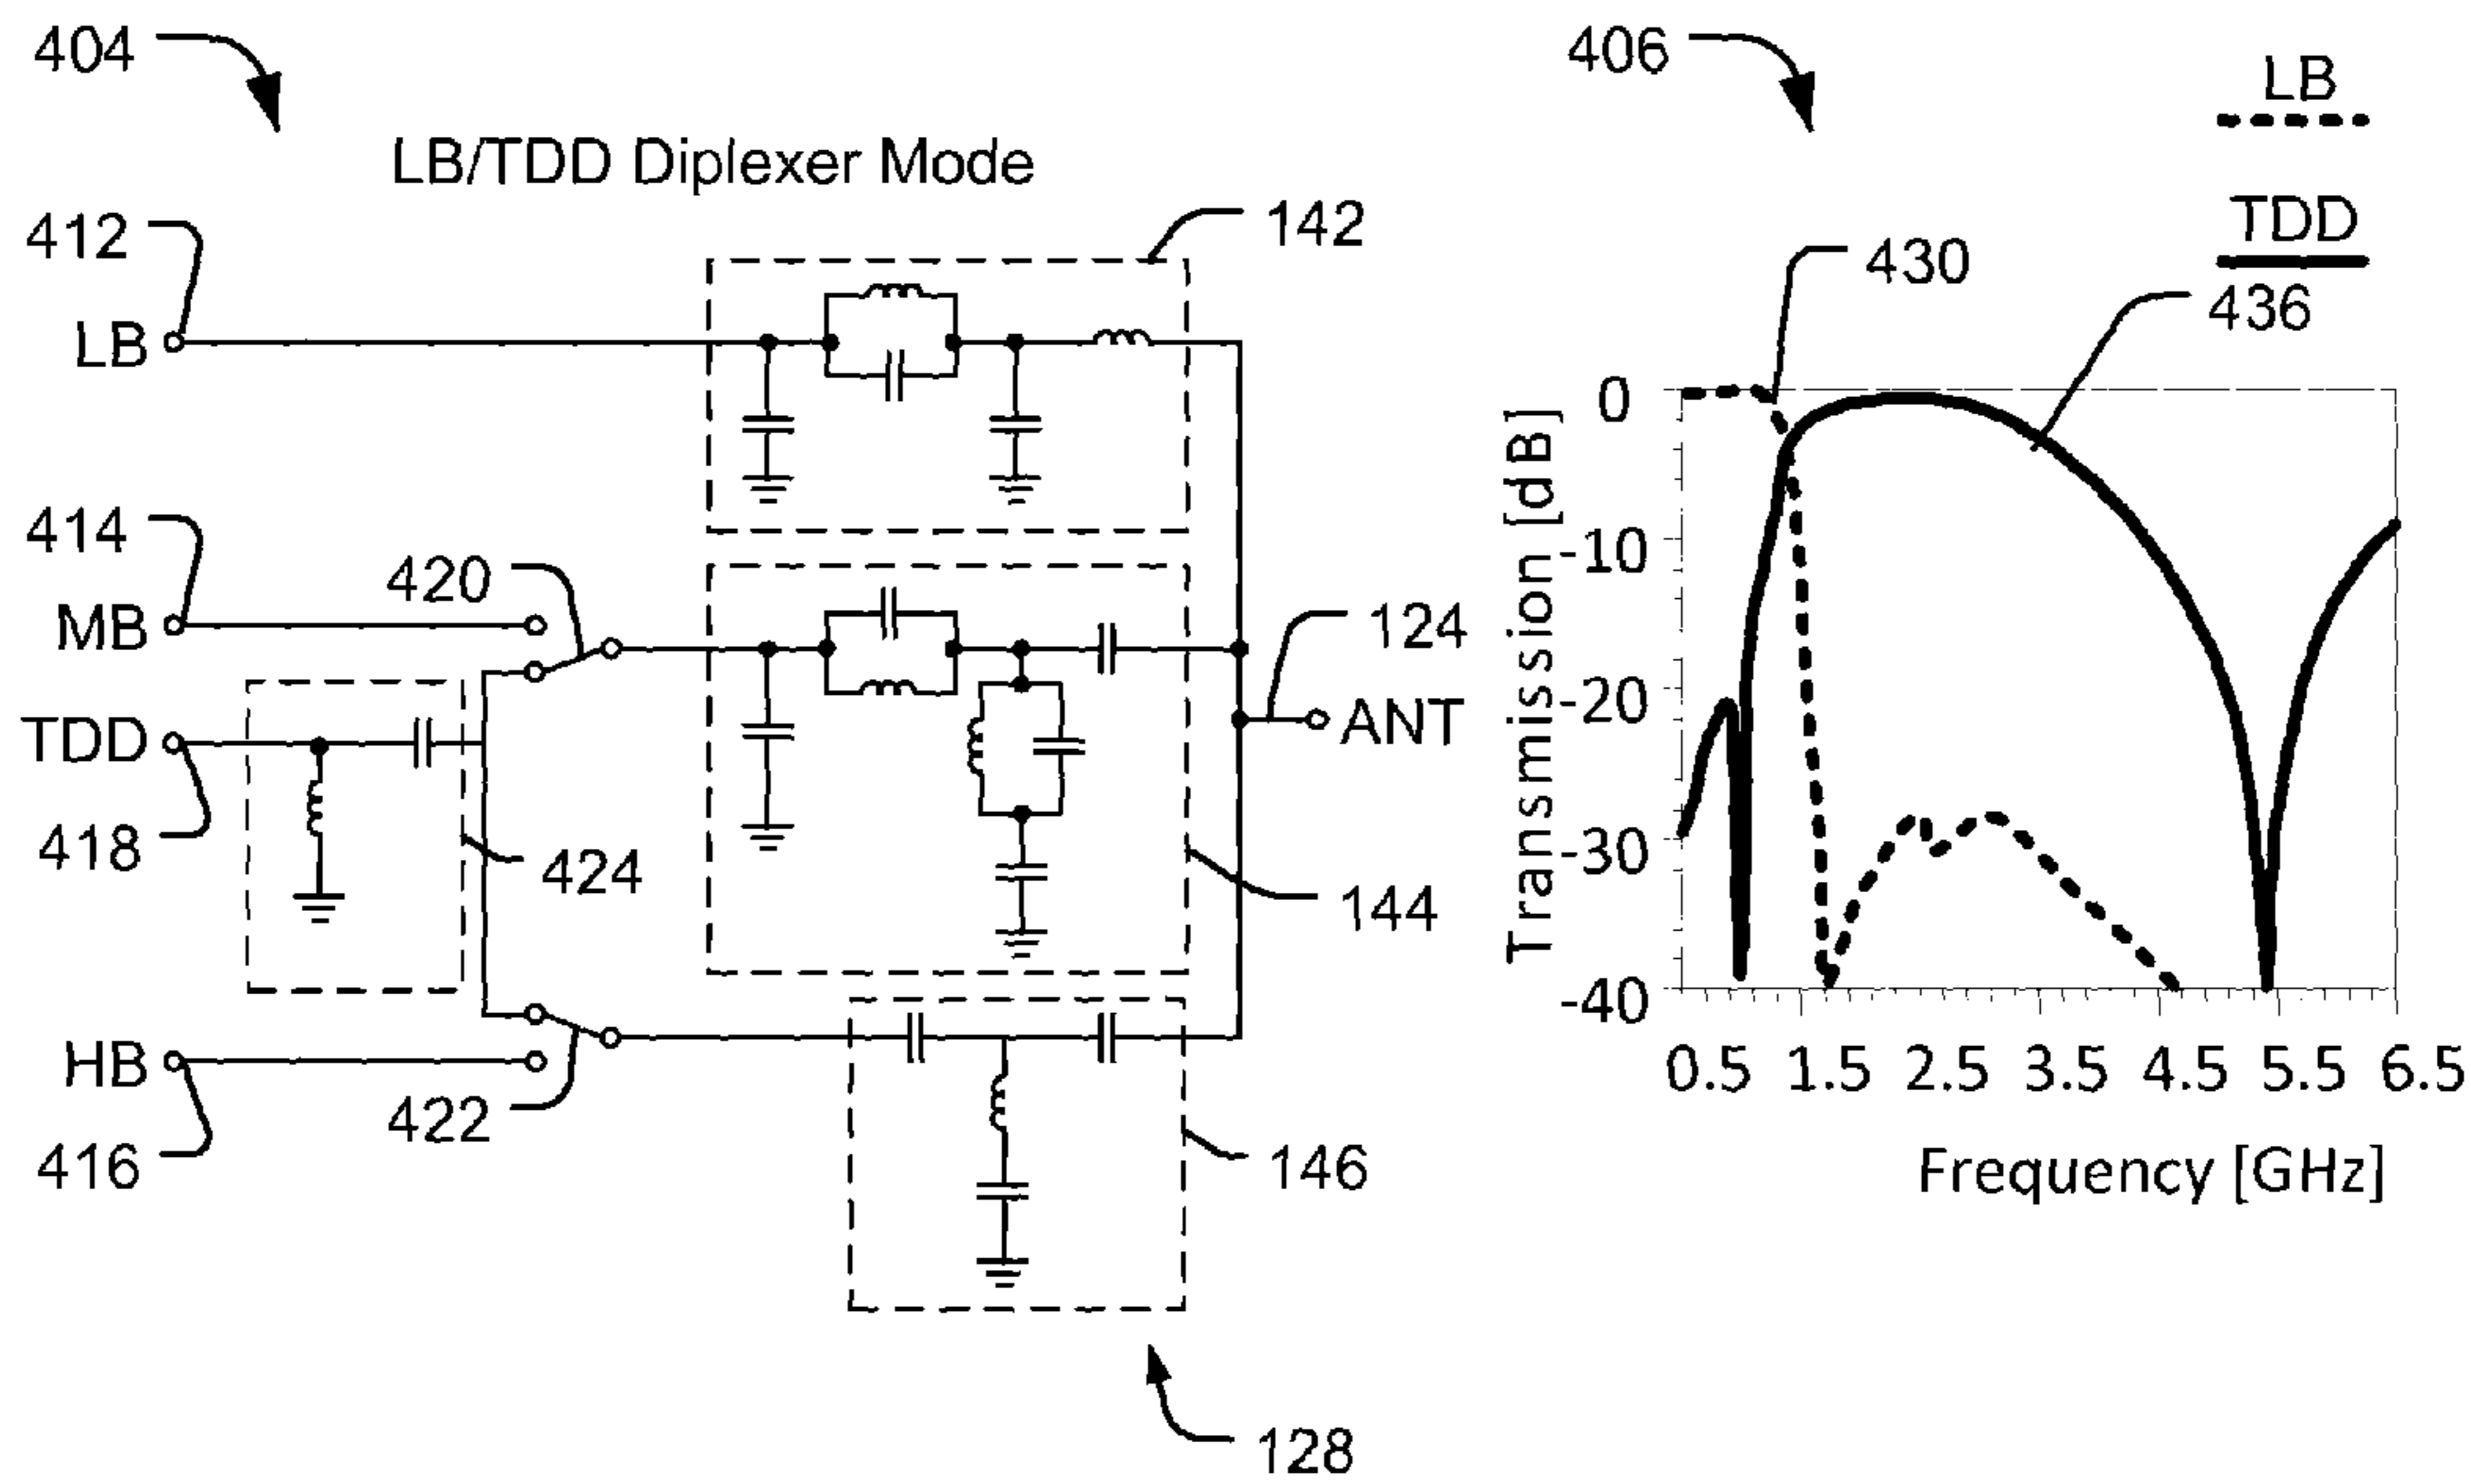 404
LB/TDD Diplexer Mode
412
142
LB
414
420
MB
124
TDD
ANT
418
424
144
HB
422
416
146
128
406
LB
TDD
430
436
Transmission [dB]
0
-10
-20
-30
-40
0.5 1.5 2.5 3.5 4.5 5.5 6.5
Frequency [GHz]